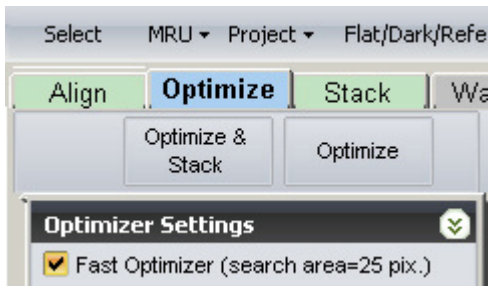 Select MRU Project Flat/Dark/Refe
Align Optimize Stack Wa
Optimize & Stack Optimize
Optimizer Settings
Fast Optimizer (search area=25 pix.)